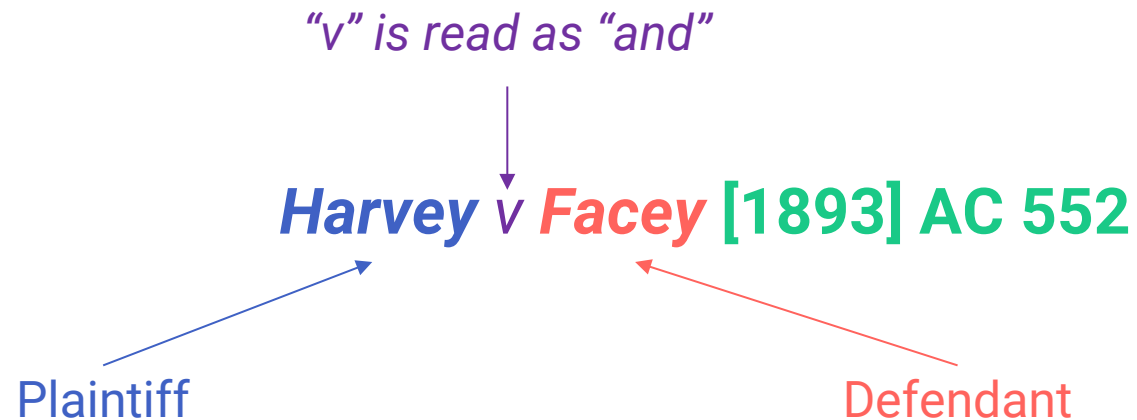 “v” is read as “and”
Harvey v Facey [1893] AC 552
Plaintiff
Defendant